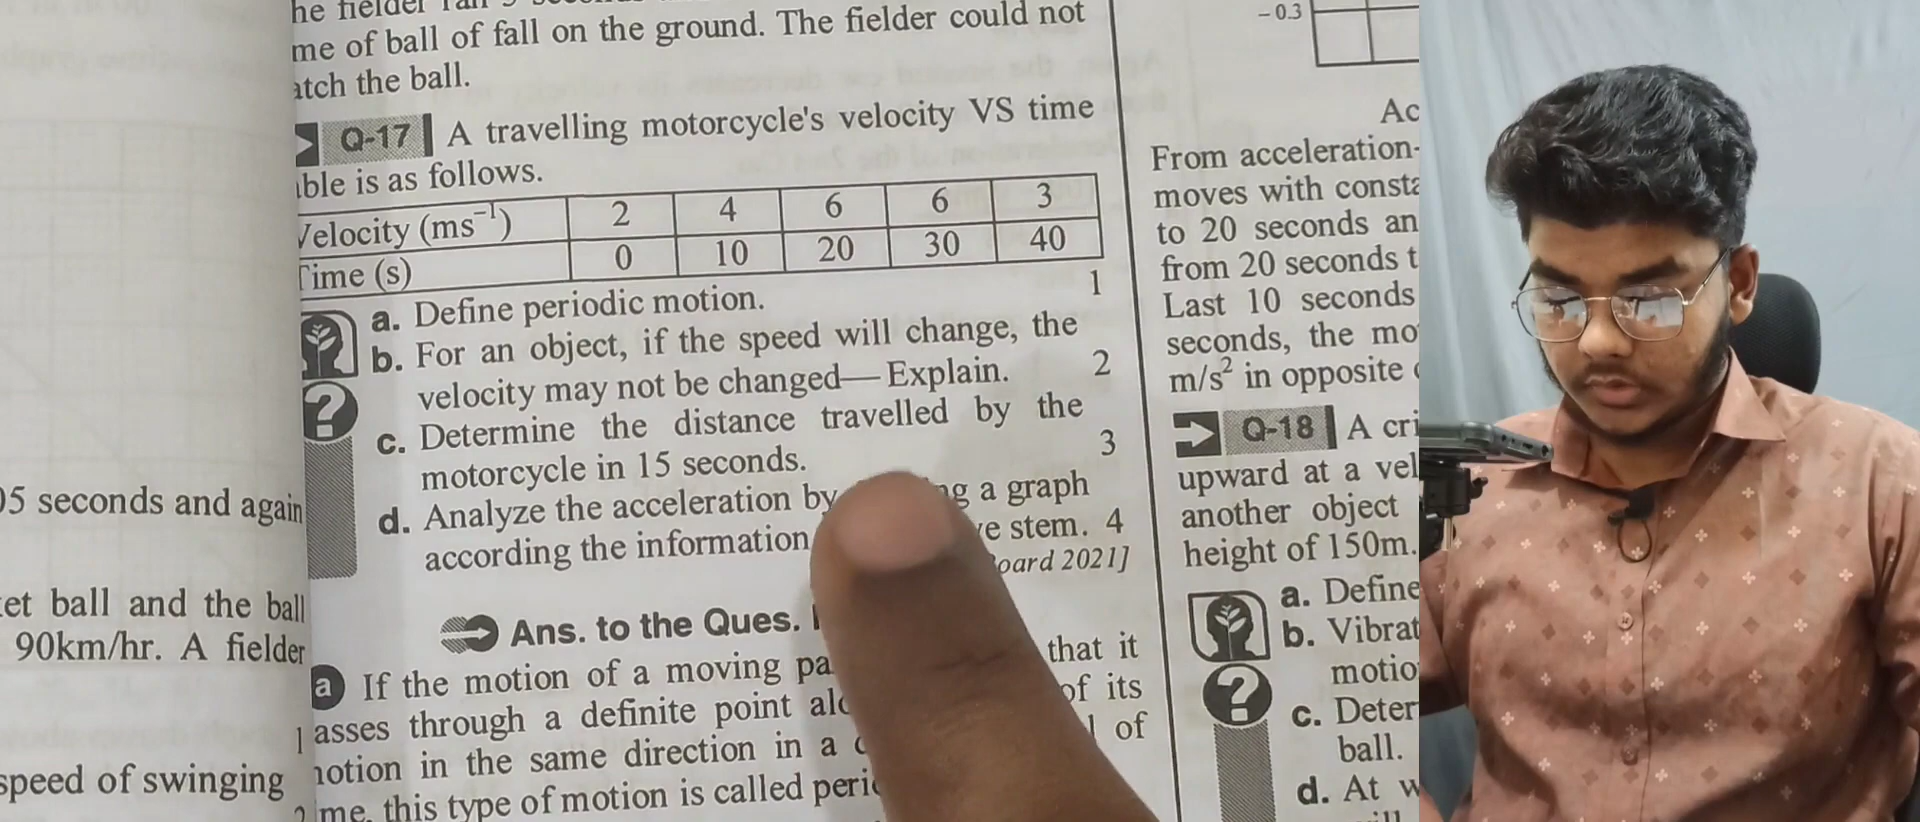 05 seconds and again
ket ball and the ball
90km/hr. A fielder
speed of swinging
me of ball of fall on the ground. The fielder could not
atch the ball.
Q-17 A travelling motorcycle's velocity VS time
able is as follows.
Velocity (ms⁻¹) 2 4 6 6 3
Time (s) 0 10 20 30 40
a. Define periodic motion. 1
b. For an object, if the speed will change, the
velocity may not be changed— Explain. 2
c. Determine the distance travelled by the
motorcycle in 15 seconds. 3
d. Analyze the acceleration by a graph
according the information stem. 4
oard 2021]
Ans. to the Ques.
a If the motion of a moving pa that it
asses through a definite point alo of its
notion in the same direction in a of
me, this type of motion is called peri
- 0.3
Ac
From acceleration-
moves with consta
to 20 seconds an
from 20 seconds t
Last 10 seconds
seconds, the mo
m/s² in opposite
Q-18 A cri
upward at a vel
another object
height of 150m.
a. Define
b. Vibrat
motio
c. Deter
ball.
d. At w